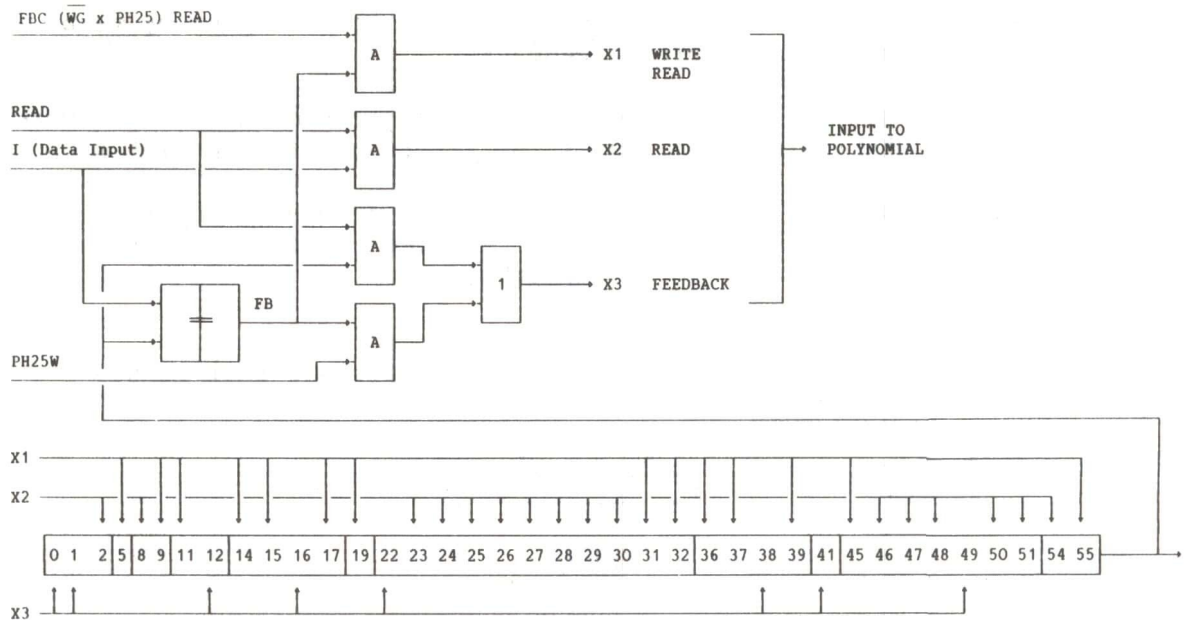 FBC (WG x PH25) READ
A
X1 WRITE
READ
READ
A
X2 READ
INPUT TO
POLYNOMIAL
I (Data Input)
A
1
X3 FEEDBACK
FB
A
PH25W
X1
X2
0 1 2 5 8 9 11 12 14 15 16 17 19 22 23 24 25 26 27 28 29 30 31 32 36 37 38 39 41 45 46 47 48 49 50 51 54 55
X3